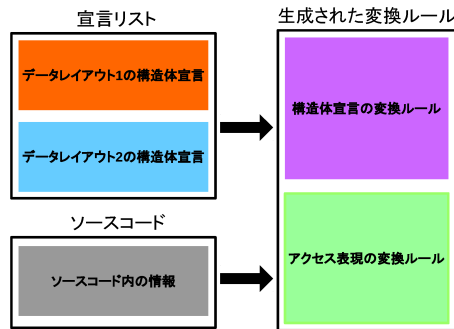 宣言リスト
データレイアウト1の構造体宣言
データレイアウト2の構造体宣言
ソースコード
ソースコード内の情報
生成された変換ルール
構造体宣言の変換ルール
アクセス表現の変換ルール